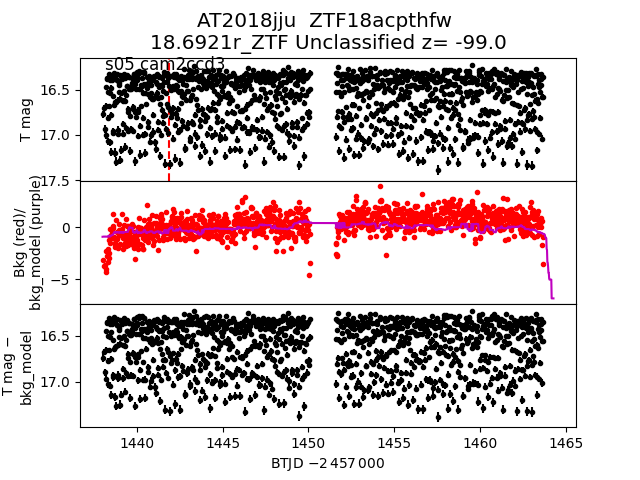 AT2018jju  ZTF18acpthfw
18.6921r_ZTF Unclassified z= -99.0
s05 cam2ccd3
T mag
16.5
17.0
17.5
Bkg (red)/
bkg_model (purple)
0
−5
T mag −
bkg_model
16.5
17.0
1440
1445
1450
1455
1460
1465
BTJD −2 457 000